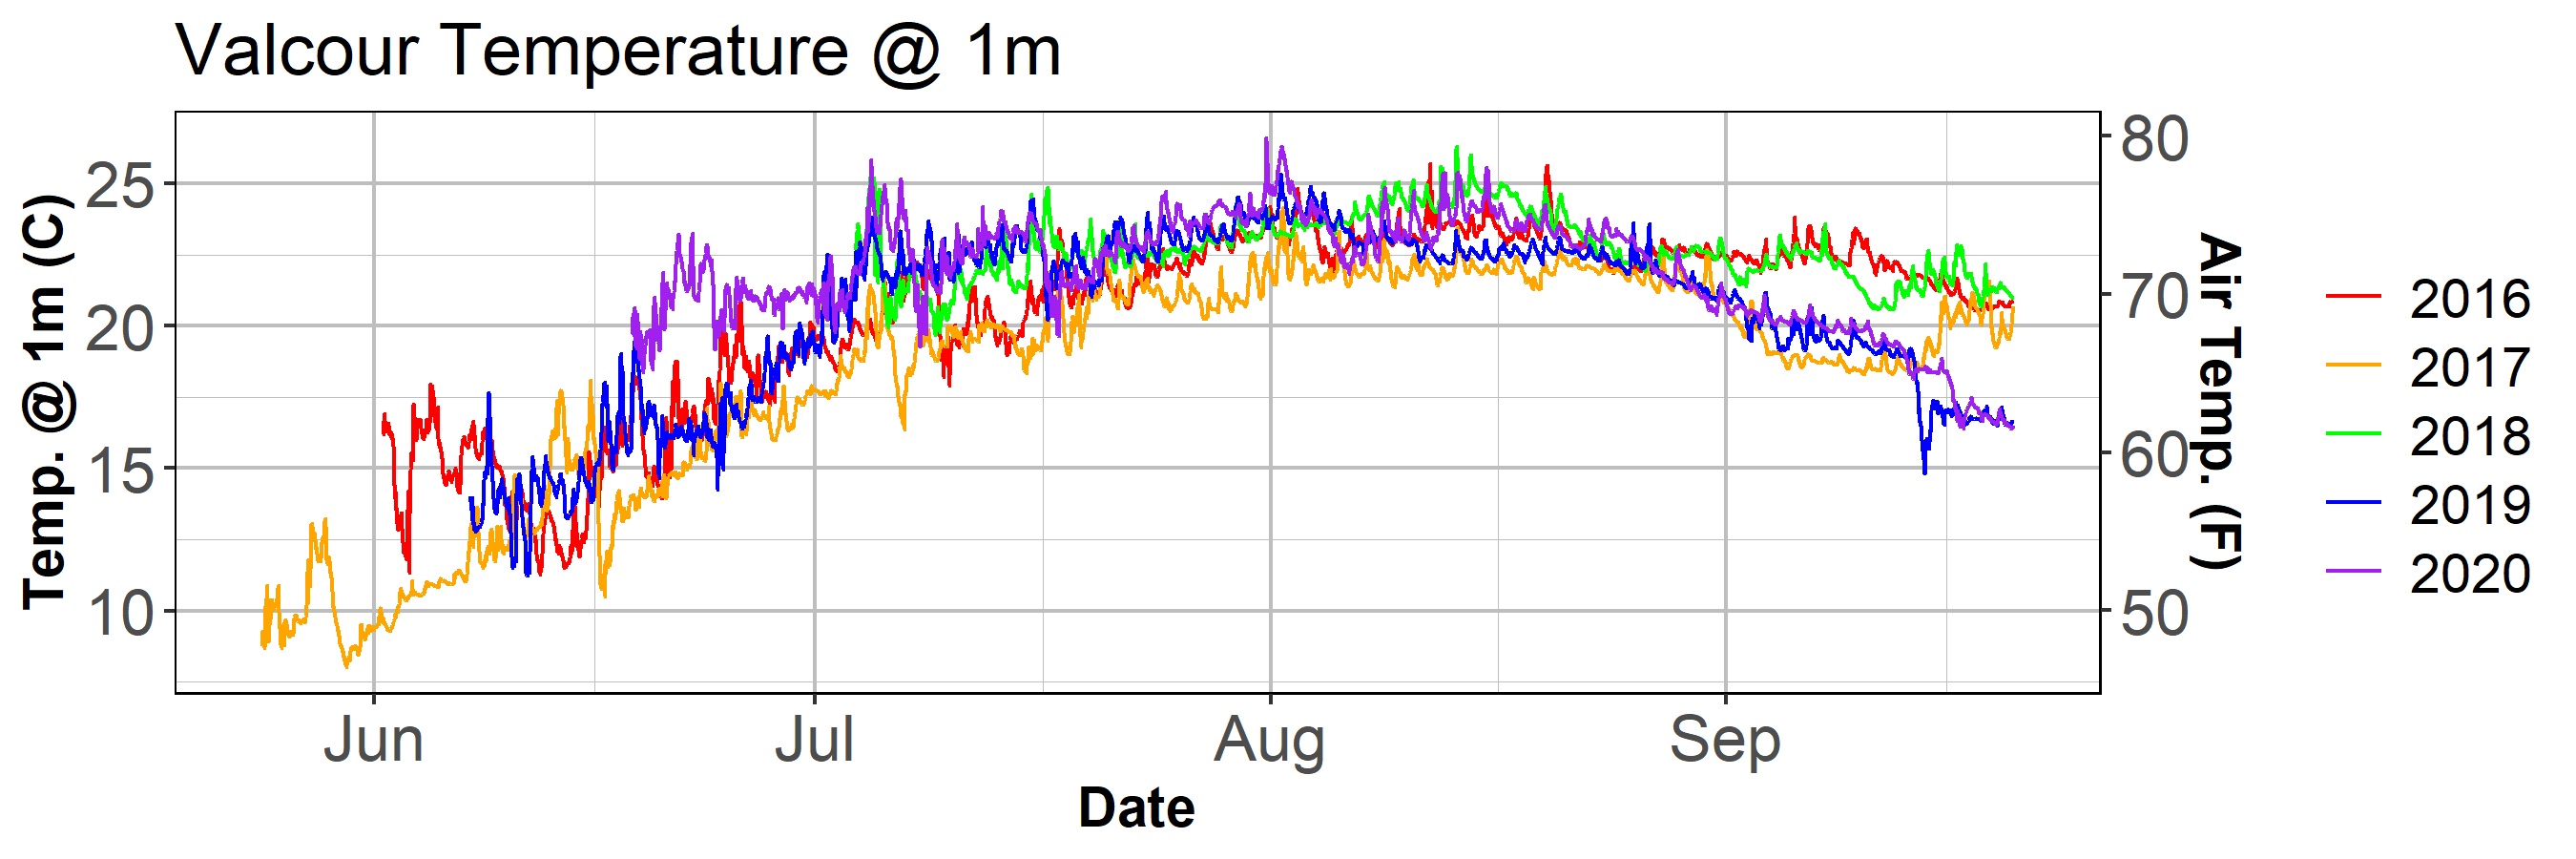 Valcour Temperature @ 1m
Temp. @ 1m (C)
25
20
15
10
80
70
60
50
Air Temp. (F)
Jun
Jul
Aug
Sep
Date
2016
2017
2018
2019
2020